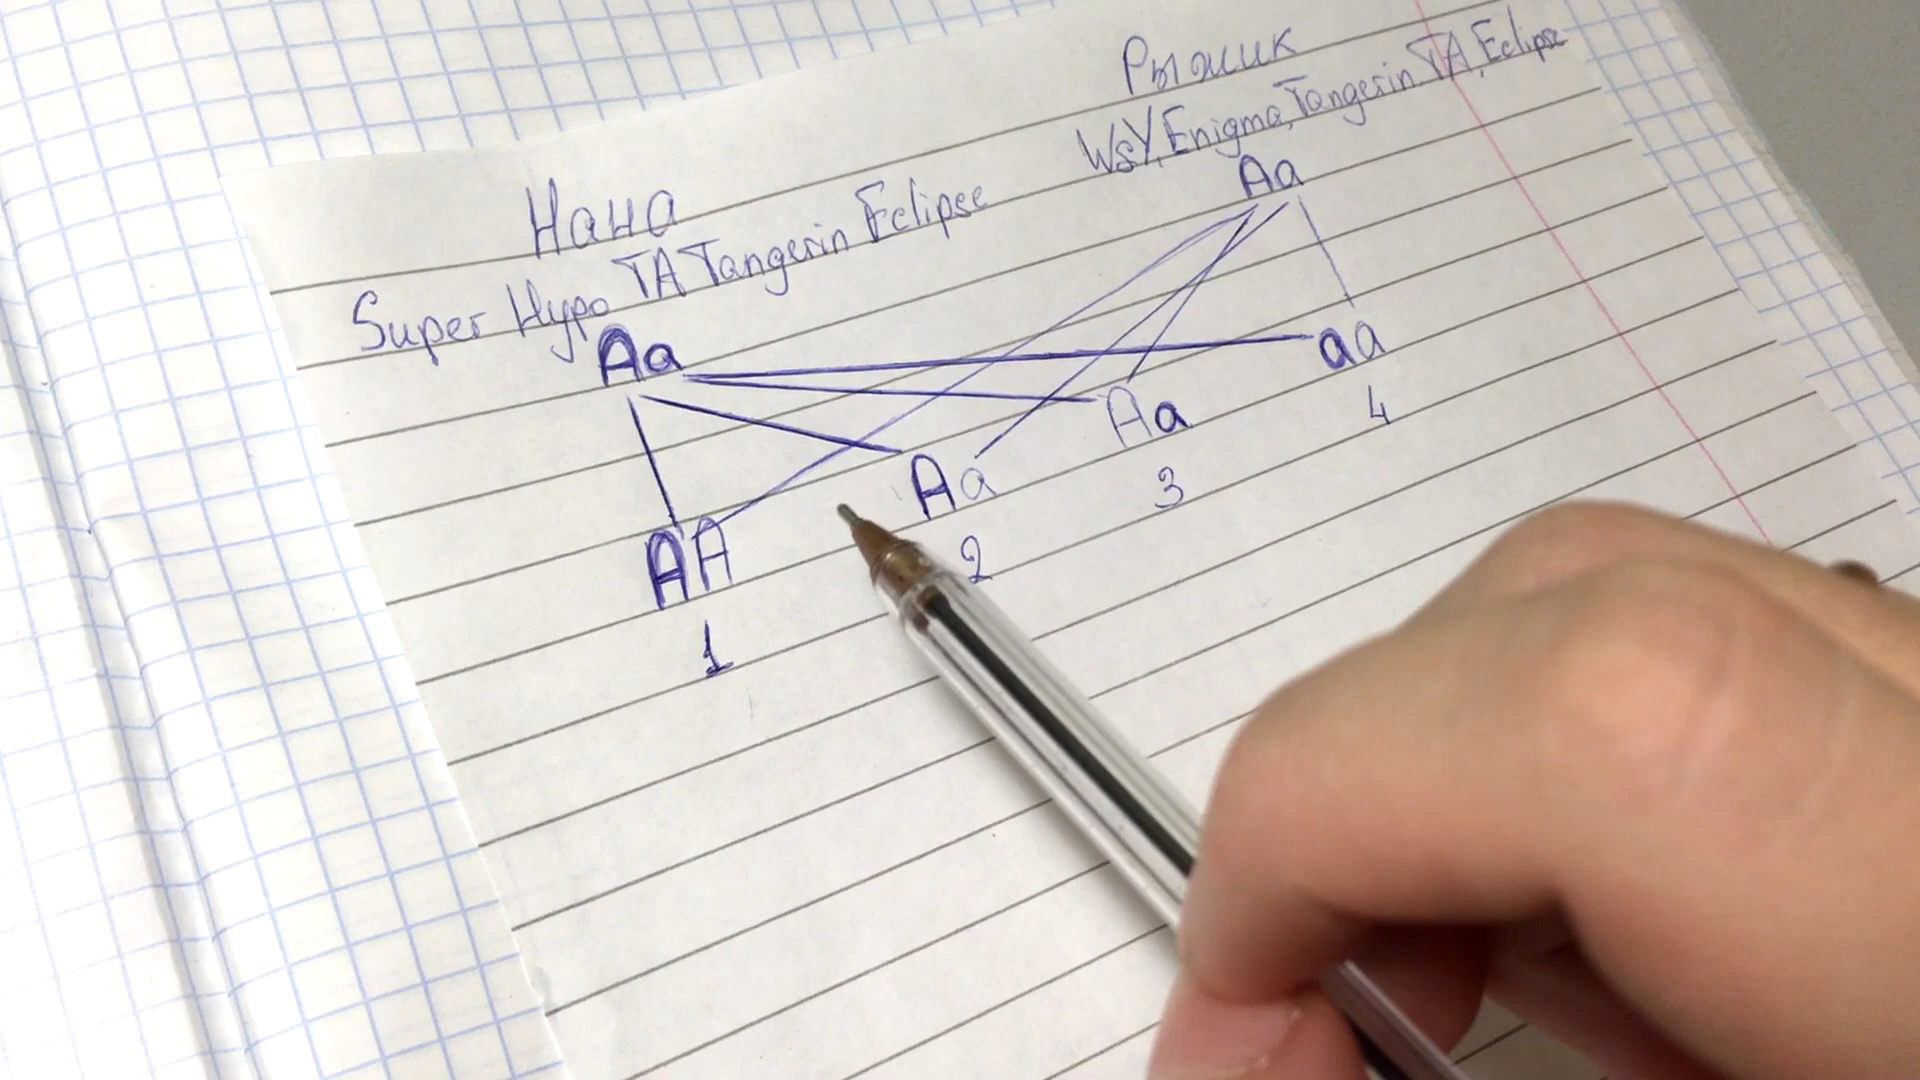 Рыжик
WsY, Enigma, Tangerin, TA, Eclipse
Aa
Нана
Super Hypo TA Tangerin Eclipse
Aa
aa
4
Aa
3
Aa
2
AA
1